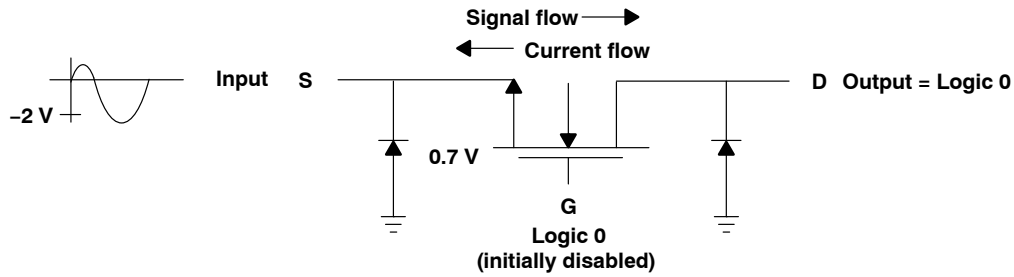 Signal flow
Current flow
Input S
D Output = Logic 0
–2 V
0.7 V
G
Logic 0
(initially disabled)